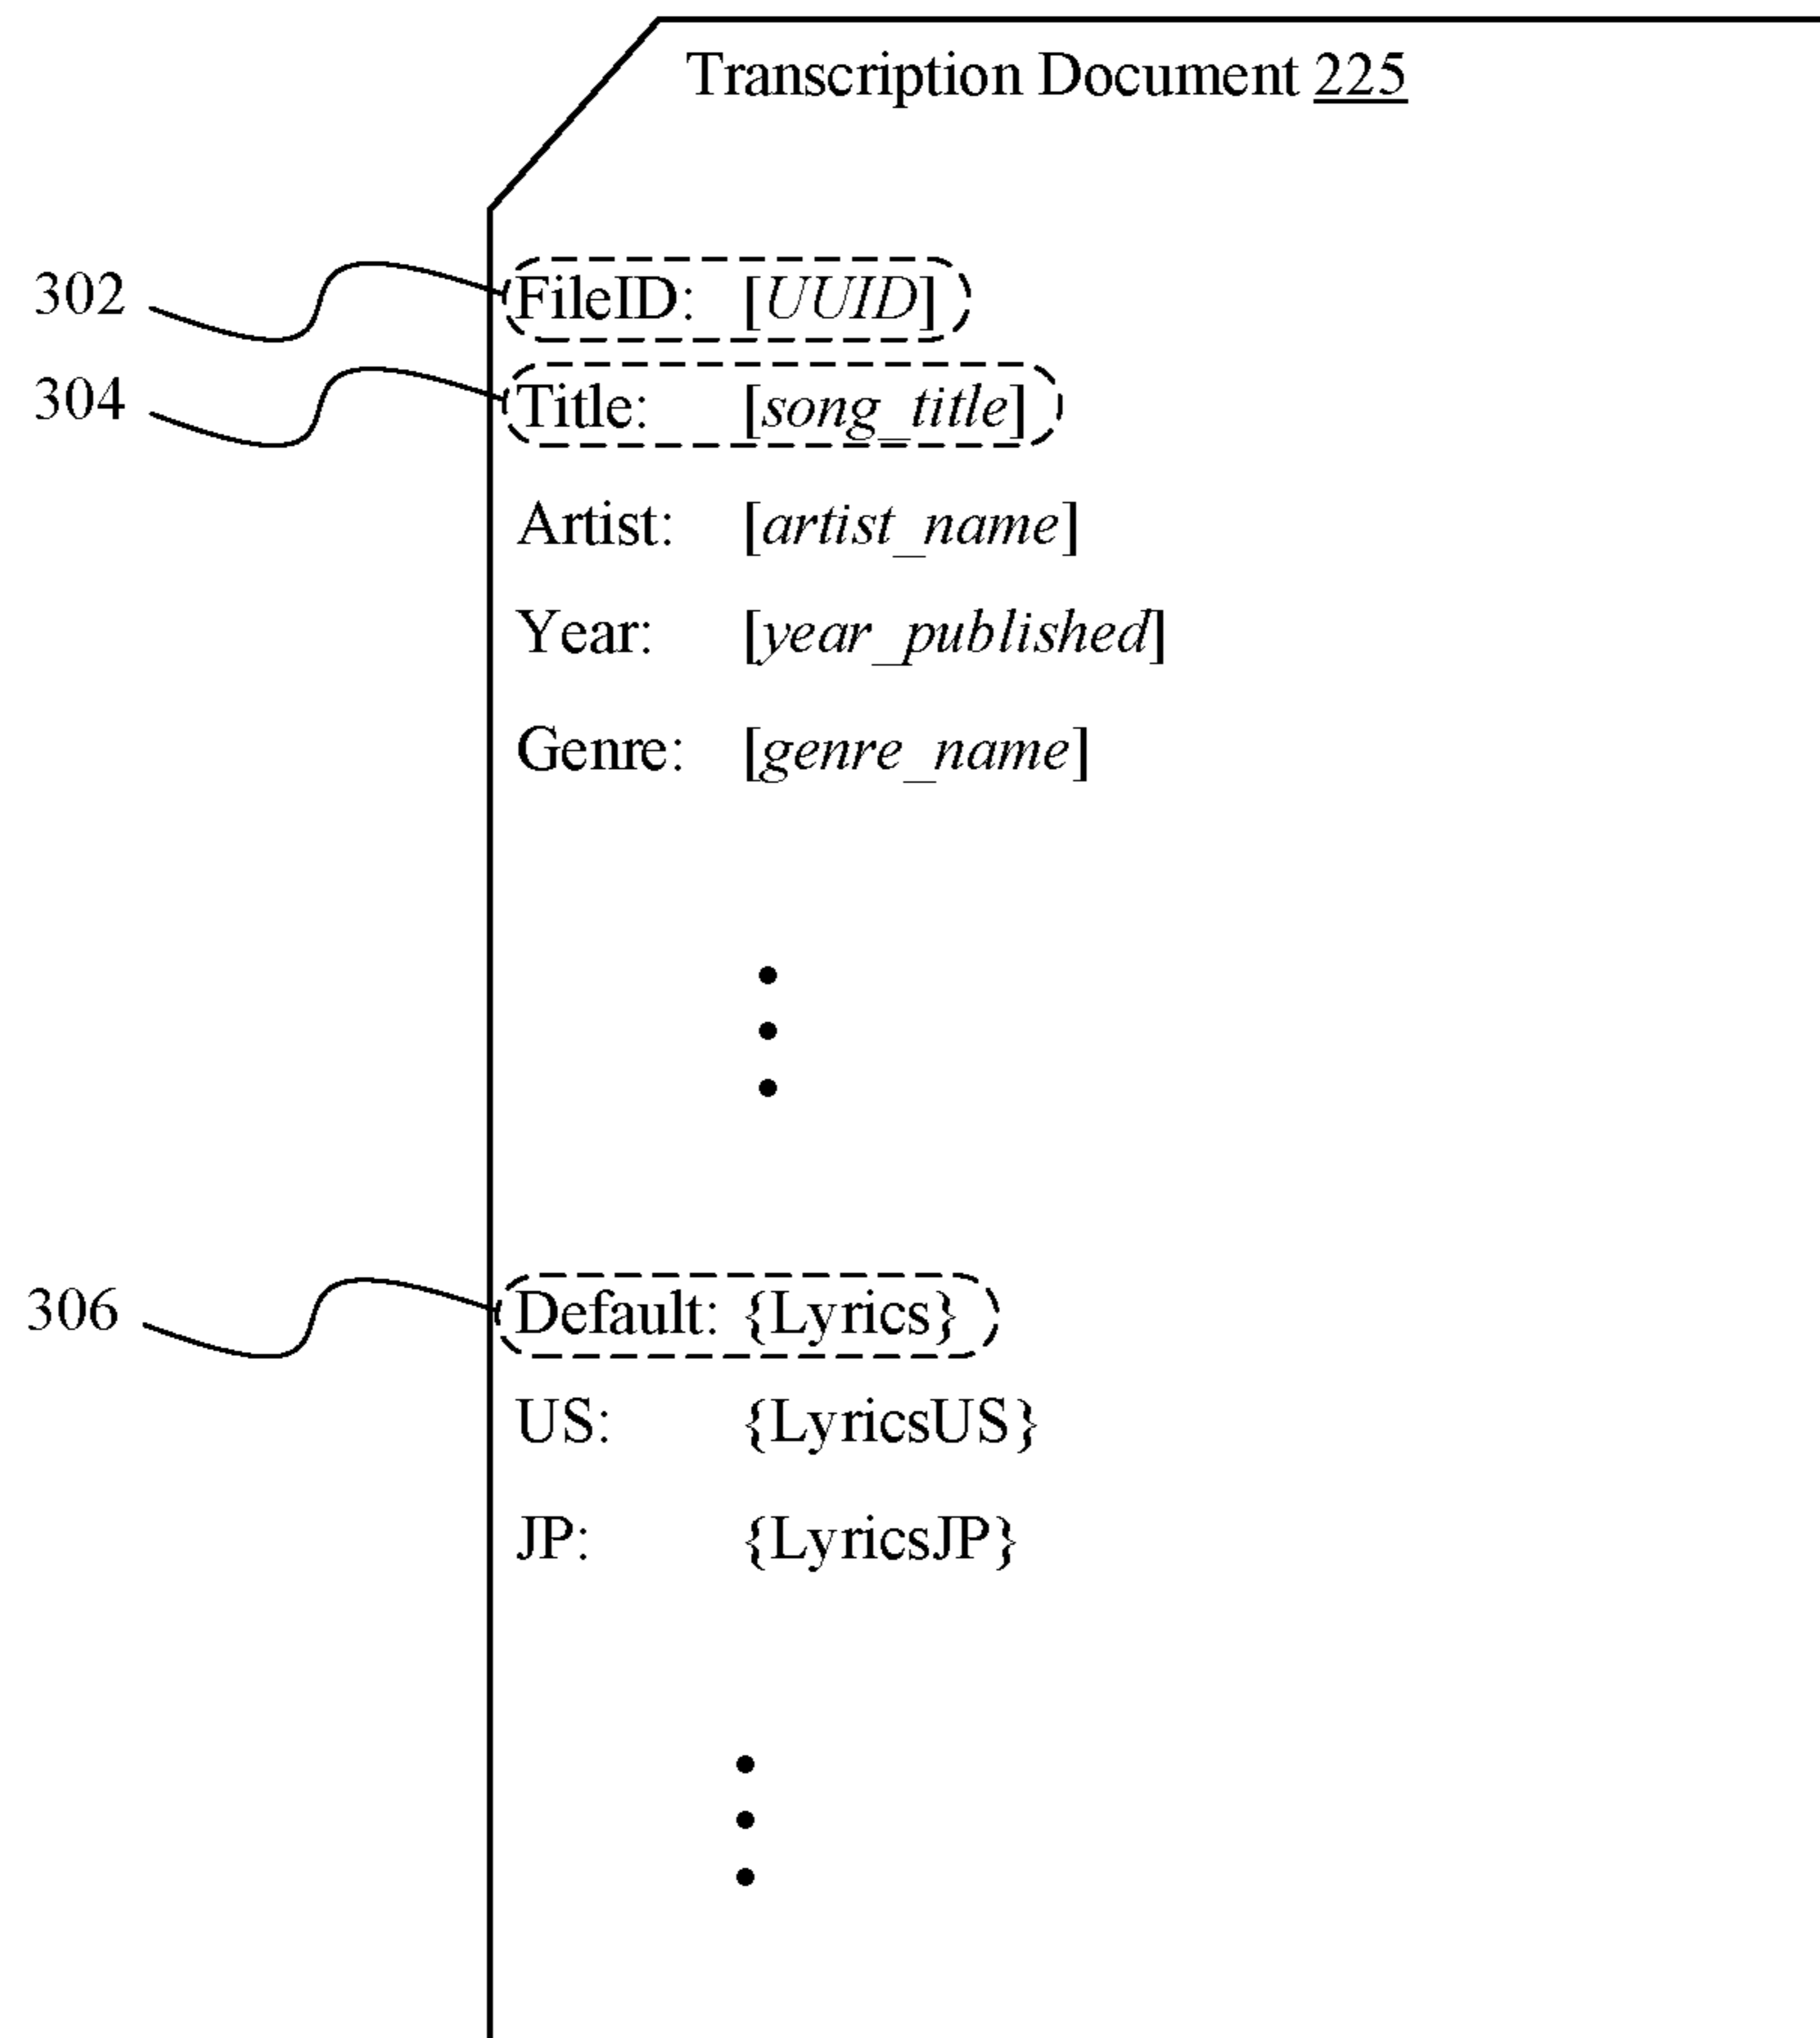 Transcription Document 225
302 FileID: [UUID]
304 Title: [song_title]
Artist: [artist_name]
Year: [year_published]
Genre: [genre_name]
306 Default: {Lyrics}
US: {LyricsUS}
JP: {LyricsJP}